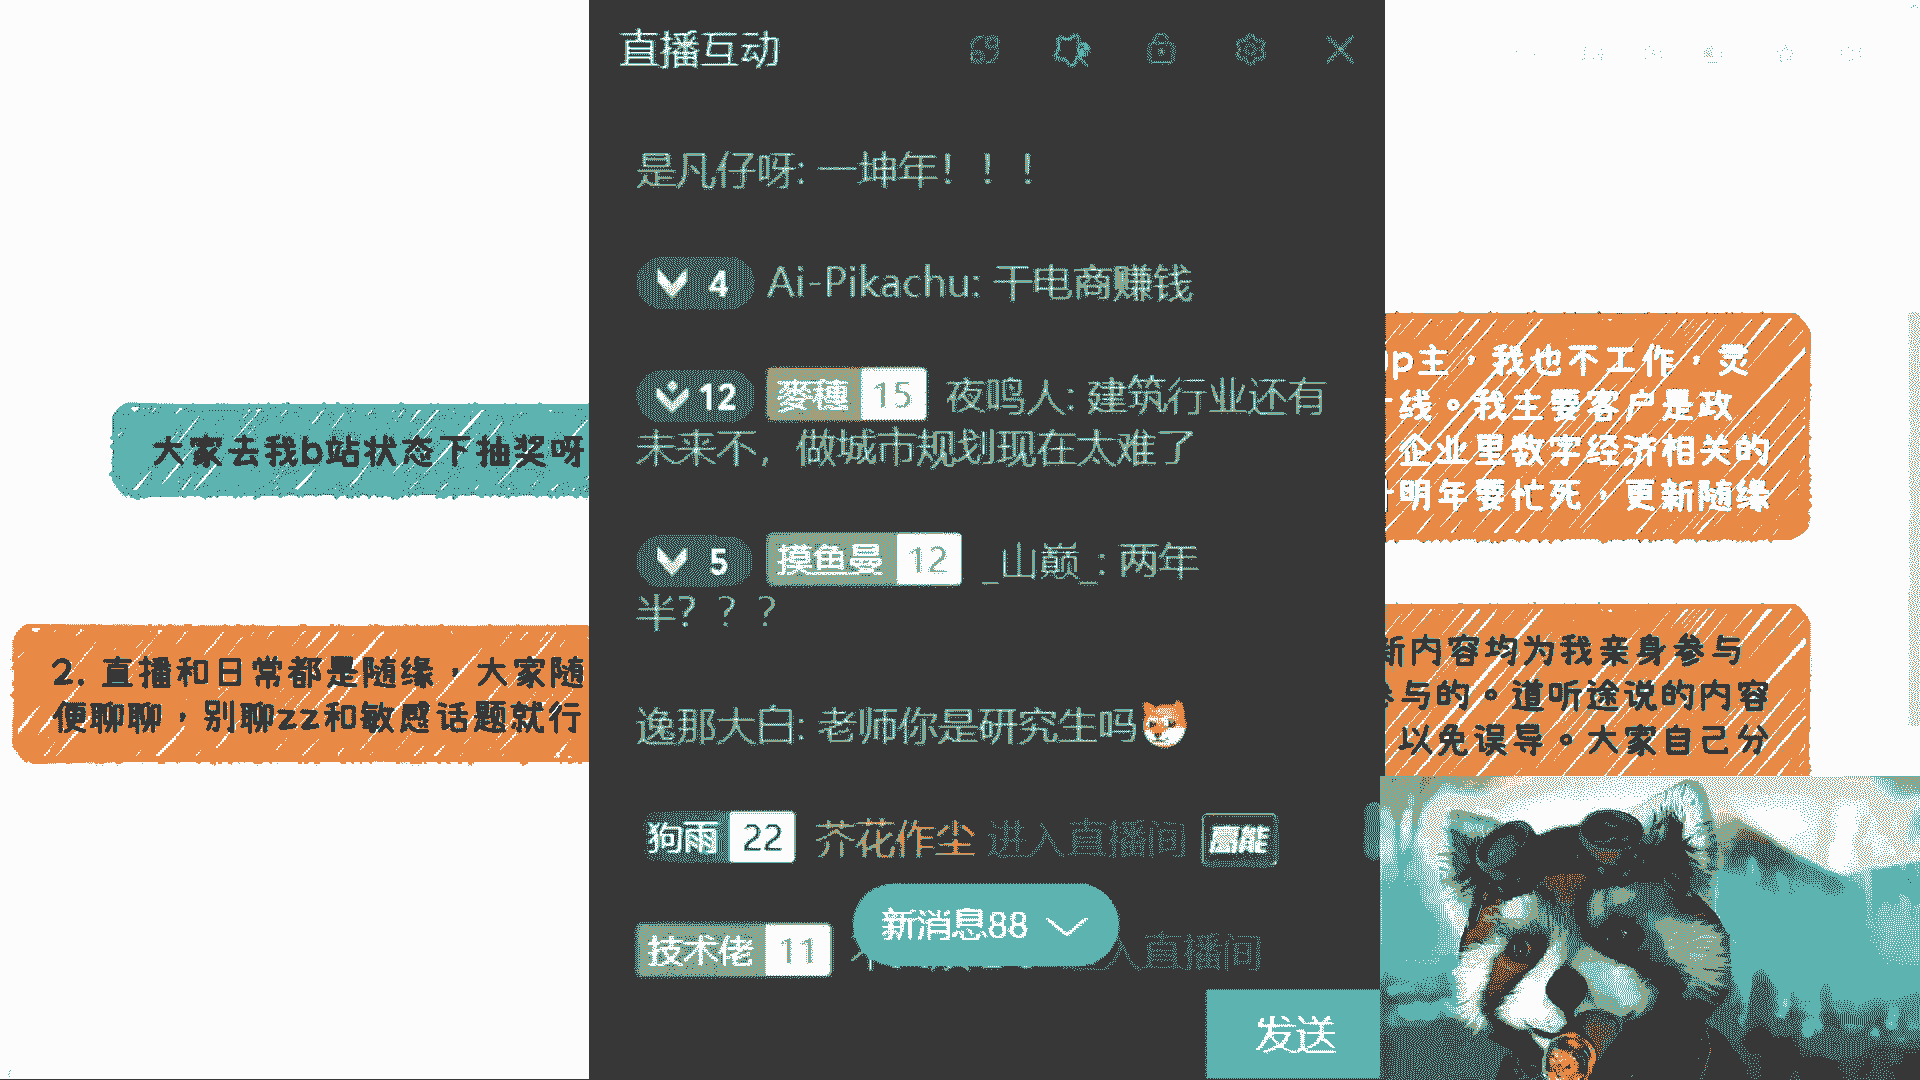 直播互动
是凡仔呀: 一坤年！！！
4 Ai-Pikachu: 干电商赚钱
12 麥穗 15 夜鸣人: 建筑行业还有
未来不，做城市规划现在太难了
5 摸鱼曼 12 _山巅_: 两年
半？？？
逸那大白: 老师你是研究生吗
狗雨 22 芥花作尘 进入直播间 高能
技术佬 11 入直播间
新消息88
发送
大家去我b站状态下抽奖呀
2. 直播和日常都是随缘，大家随
便聊聊，别聊zz和敏感话题就行
up主，我也不工作，灵
线。我主要客户是政
企业里数字经济相关的
明年要忙死，更新随缘
新内容均为我亲身参与
参与的。道听途说的内容
以免误导。大家自己分